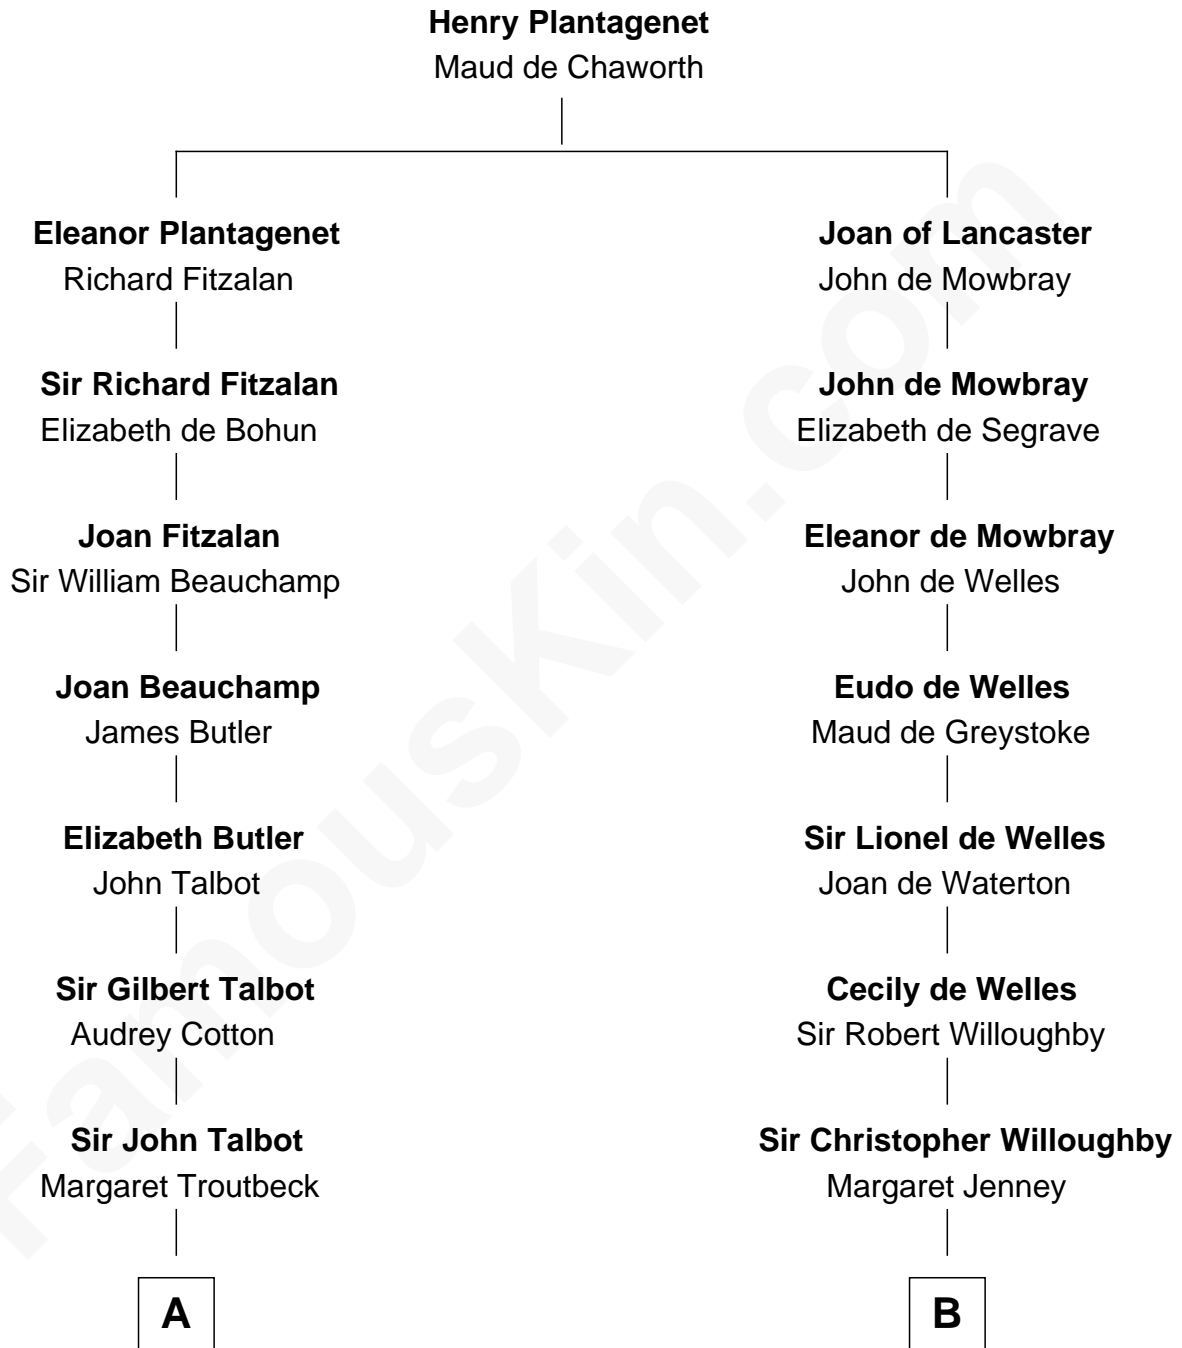 Henry Plantagenet
Maud de Chaworth
Eleanor Plantagenet
Richard Fitzalan
Joan of Lancaster
John de Mowbray
Sir Richard Fitzalan
Elizabeth de Bohun
John de Mowbray
Elizabeth de Segrave
Joan Fitzalan
Sir William Beauchamp
Eleanor de Mowbray
John de Welles
Joan Beauchamp
James Butler
Eudo de Welles
Maud de Greystoke
Elizabeth Butler
John Talbot
Sir Lionel de Welles
Joan de Waterton
Sir Gilbert Talbot
Audrey Cotton
Cecily de Welles
Sir Robert Willoughby
Sir John Talbot
Margaret Troutbeck
Sir Christopher Willoughby
Margaret Jenney
A
B
FamousKin.com